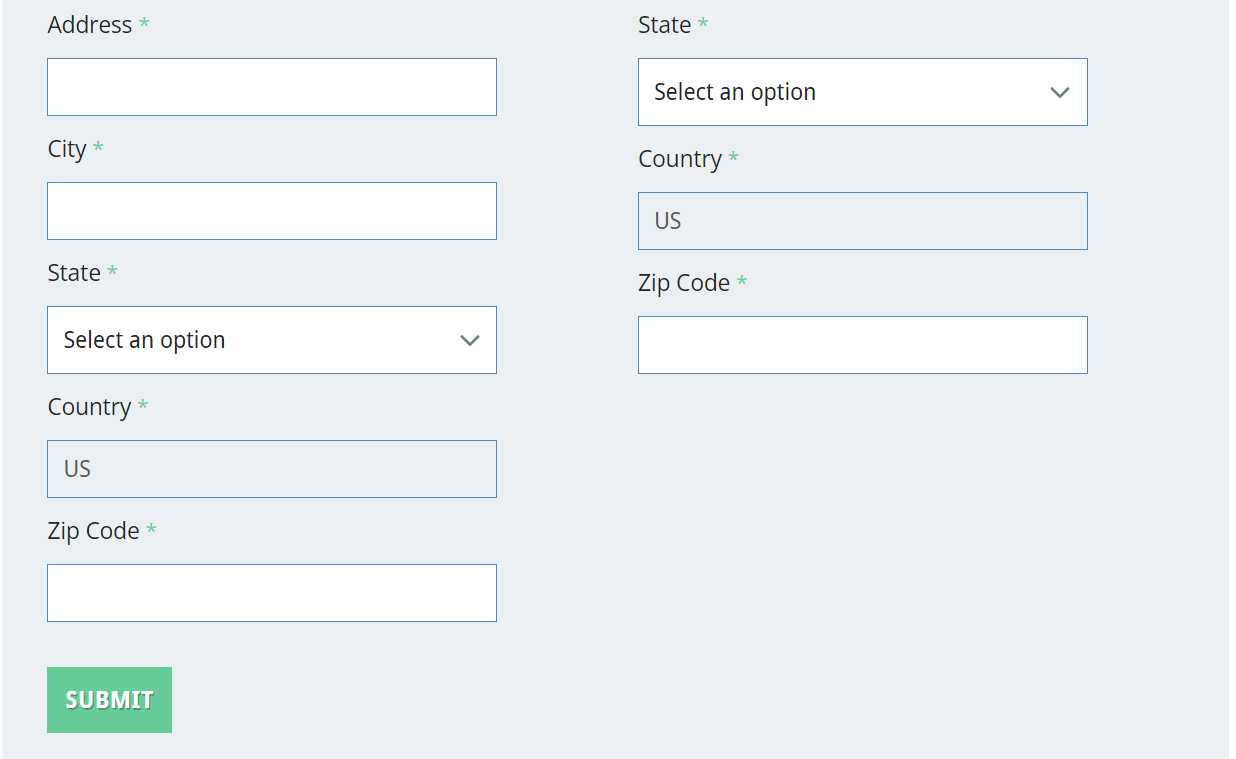 Address *
City *
State *
Select an option
Country *
US
Zip Code *
SUBMIT
State *
Select an option
Country *
US
Zip Code *